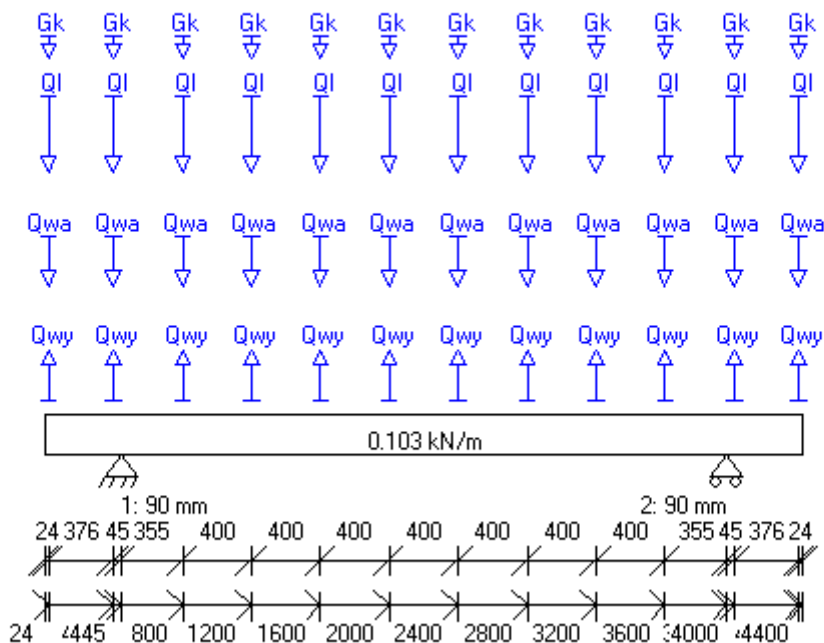 Gk Gk Gk Gk Gk Gk Gk Gk Gk Gk Gk Gk
Ql Ql Ql Ql Ql Ql Ql Ql Ql Ql Ql Ql
Qwa Qwa Qwa Qwa Qwa Qwa Qwa Qwa Qwa Qwa Qwa Qwa
Qwy Qwy Qwy Qwy Qwy Qwy Qwy Qwy Qwy Qwy Qwy Qwy
0.103 kN/m
1: 90 mm 2: 90 mm
24 376 45 355 400 400 400 400 400 400 400 355 45 376 24
24 800 1200 1600 2000 2400 2800 3200 3600